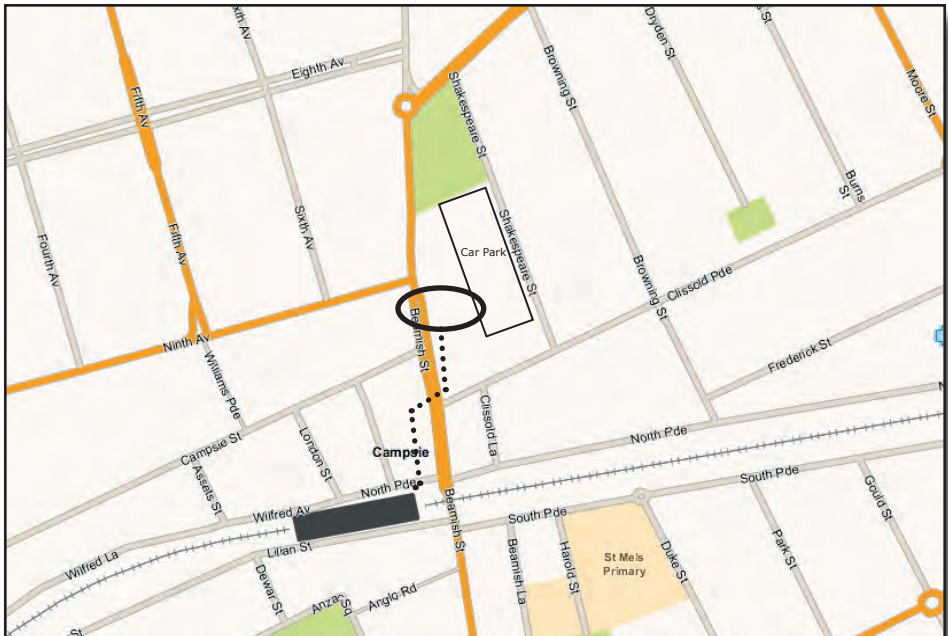 Eighth Av
Fifth Av
Shakespeare St
Browning St
Dryden St
Moore St
Burns
St
Fourth Av
Fifth Av
Sixth Av
Shakespeare St
Car Park
Browning St
Clissold Pde
Ninth Av
Beamish St
Williams Pde
Frederick St
Clissold La
Campsie St
London St
Campsie
North Pde
Assets St
North Pde
South Pde
Gould St
Wilfred Av
South Pde
Beamish St
Lilian St
Wilfred La
Beamish La
Harold St
St Mels
Primary
Duke St
Park St
Dewar St
Anzac Sq
Anglo Rd
St